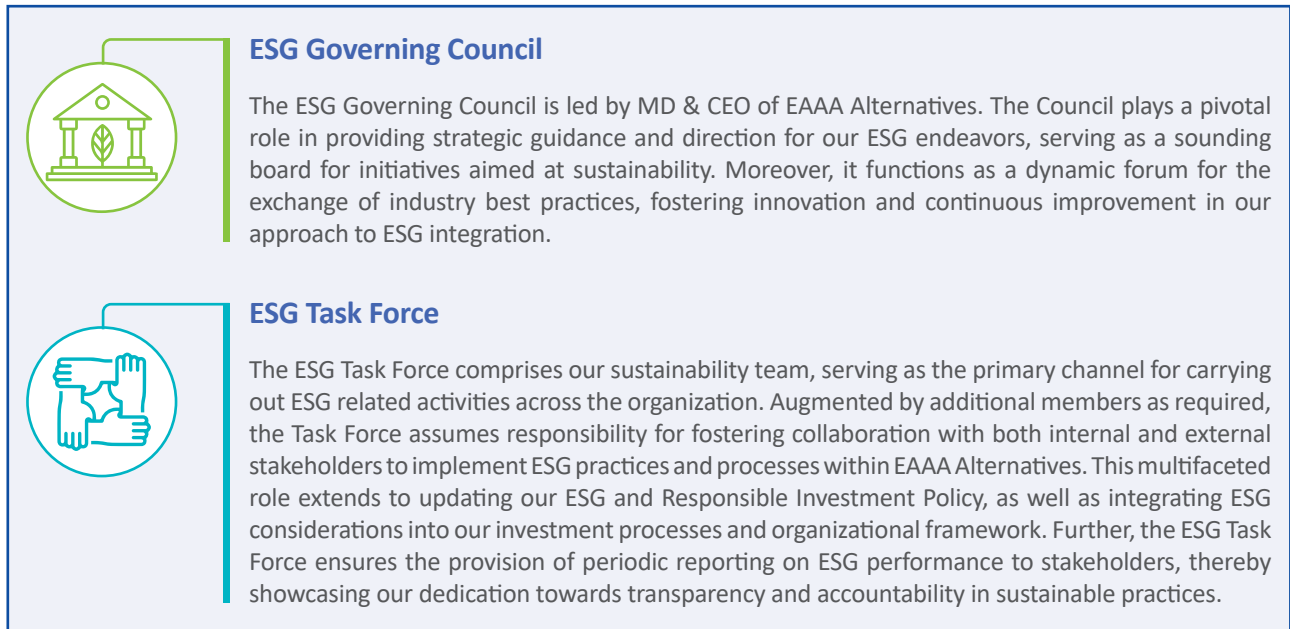 ESG Governing Council
The ESG Governing Council is led by MD & CEO of EAAA Alternatives. The Council plays a pivotal
role in providing strategic guidance and direction for our ESG endeavors, serving as a sounding
board for initiatives aimed at sustainability. Moreover, it functions as a dynamic forum for the
exchange of industry best practices, fostering innovation and continuous improvement in our
approach to ESG integration.
ESG Task Force
The ESG Task Force comprises our sustainability team, serving as the primary channel for carrying
out ESG related activities across the organization. Augmented by additional members as required,
the Task Force assumes responsibility for fostering collaboration with both internal and external
stakeholders to implement ESG practices and processes within EAAA Alternatives. This multifaceted
role extends to updating our ESG and Responsible Investment Policy, as well as integrating ESG
considerations into our investment processes and organizational framework. Further, the ESG Task
Force ensures the provision of periodic reporting on ESG performance to stakeholders, thereby
showcasing our dedication towards transparency and accountability in sustainable practices.